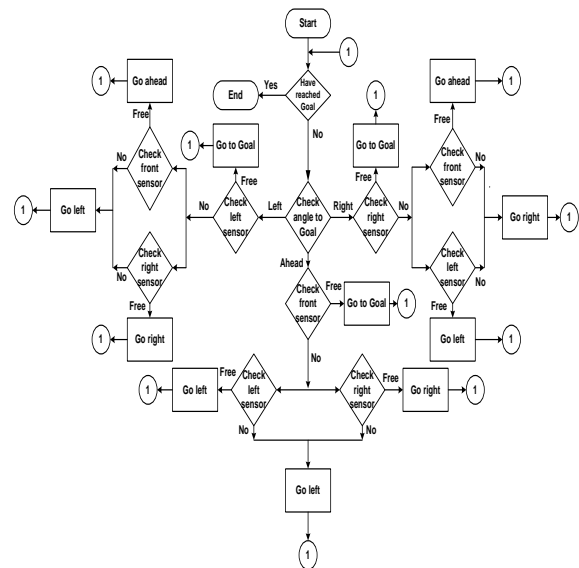 Start
1
Have
reached
Goal
Yes
End
No
Go ahead
1
Free
Check
front
sensor
No
Go left
1
No
Check
right
sensor
Free
Go right
1
No
Go to Goal
1
Free
Check
left
sensor
Left
Check
angle to
Goal
Right
Check
right
sensor
Free
Go to Goal
1
No
Go ahead
1
Free
Check
front
sensor
No
Go right
1
Check
left
sensor
No
Free
Go left
1
Ahead
Check
front
sensor
Free
Go to Goal
1
No
Check
left
sensor
Free
Go left
1
No
Check
right
sensor
Free
Go right
1
No
Go left
1